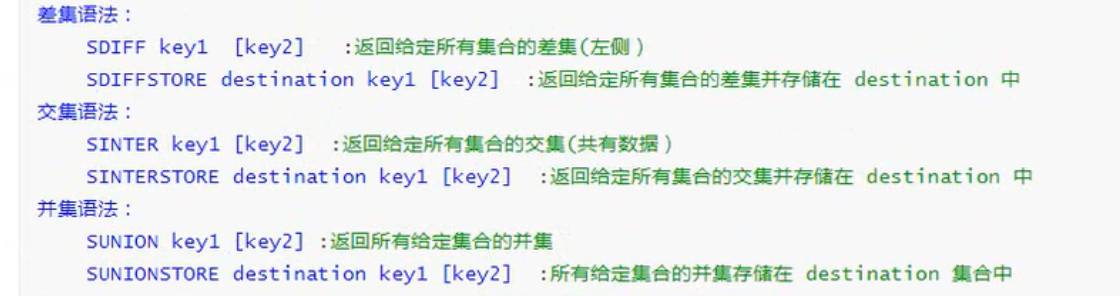 差集语法：
SDIFF key1 [key2] :返回给定所有集合的差集(左侧）
SDIFFSTORE destination key1 [key2] :返回给定所有集合的差集并存储在 destination 中
交集语法：
SINTER key1 [key2] :返回给定所有集合的交集(共有数据）
SINTERSTORE destination key1 [key2] :返回给定所有集合的交集并存储在 destination 中
并集语法：
SUNION key1 [key2] :返回所有给定集合的并集
SUNIONSTORE destination key1 [key2] :所有给定集合的并集存储在 destination 集合中